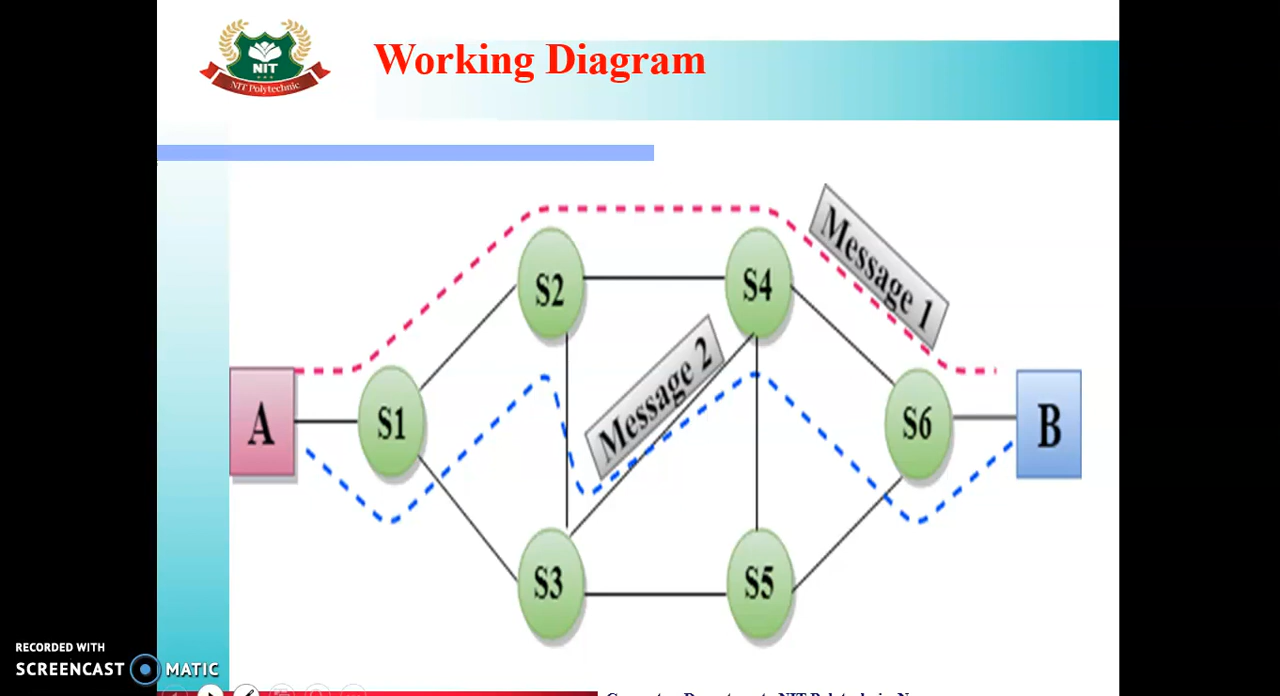 NIT
NIT Polytechnic
Working Diagram
Message 1
S2
S4
Message 2
A
S1
S6
B
S3
S5
RECORDED WITH
SCREENCAST MATIC